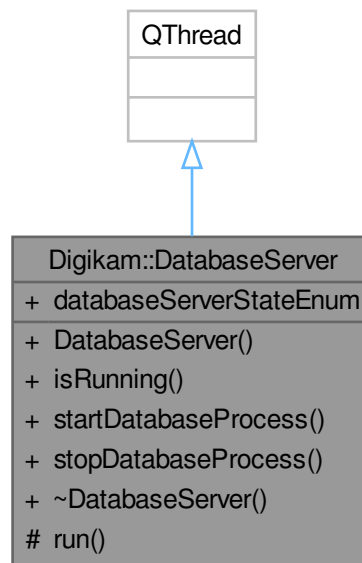 QThread
Digikam::DatabaseServer
+ databaseServerStateEnum
+ DatabaseServer()
+ isRunning()
+ startDatabaseProcess()
+ stopDatabaseProcess()
+ ~DatabaseServer()
# run()